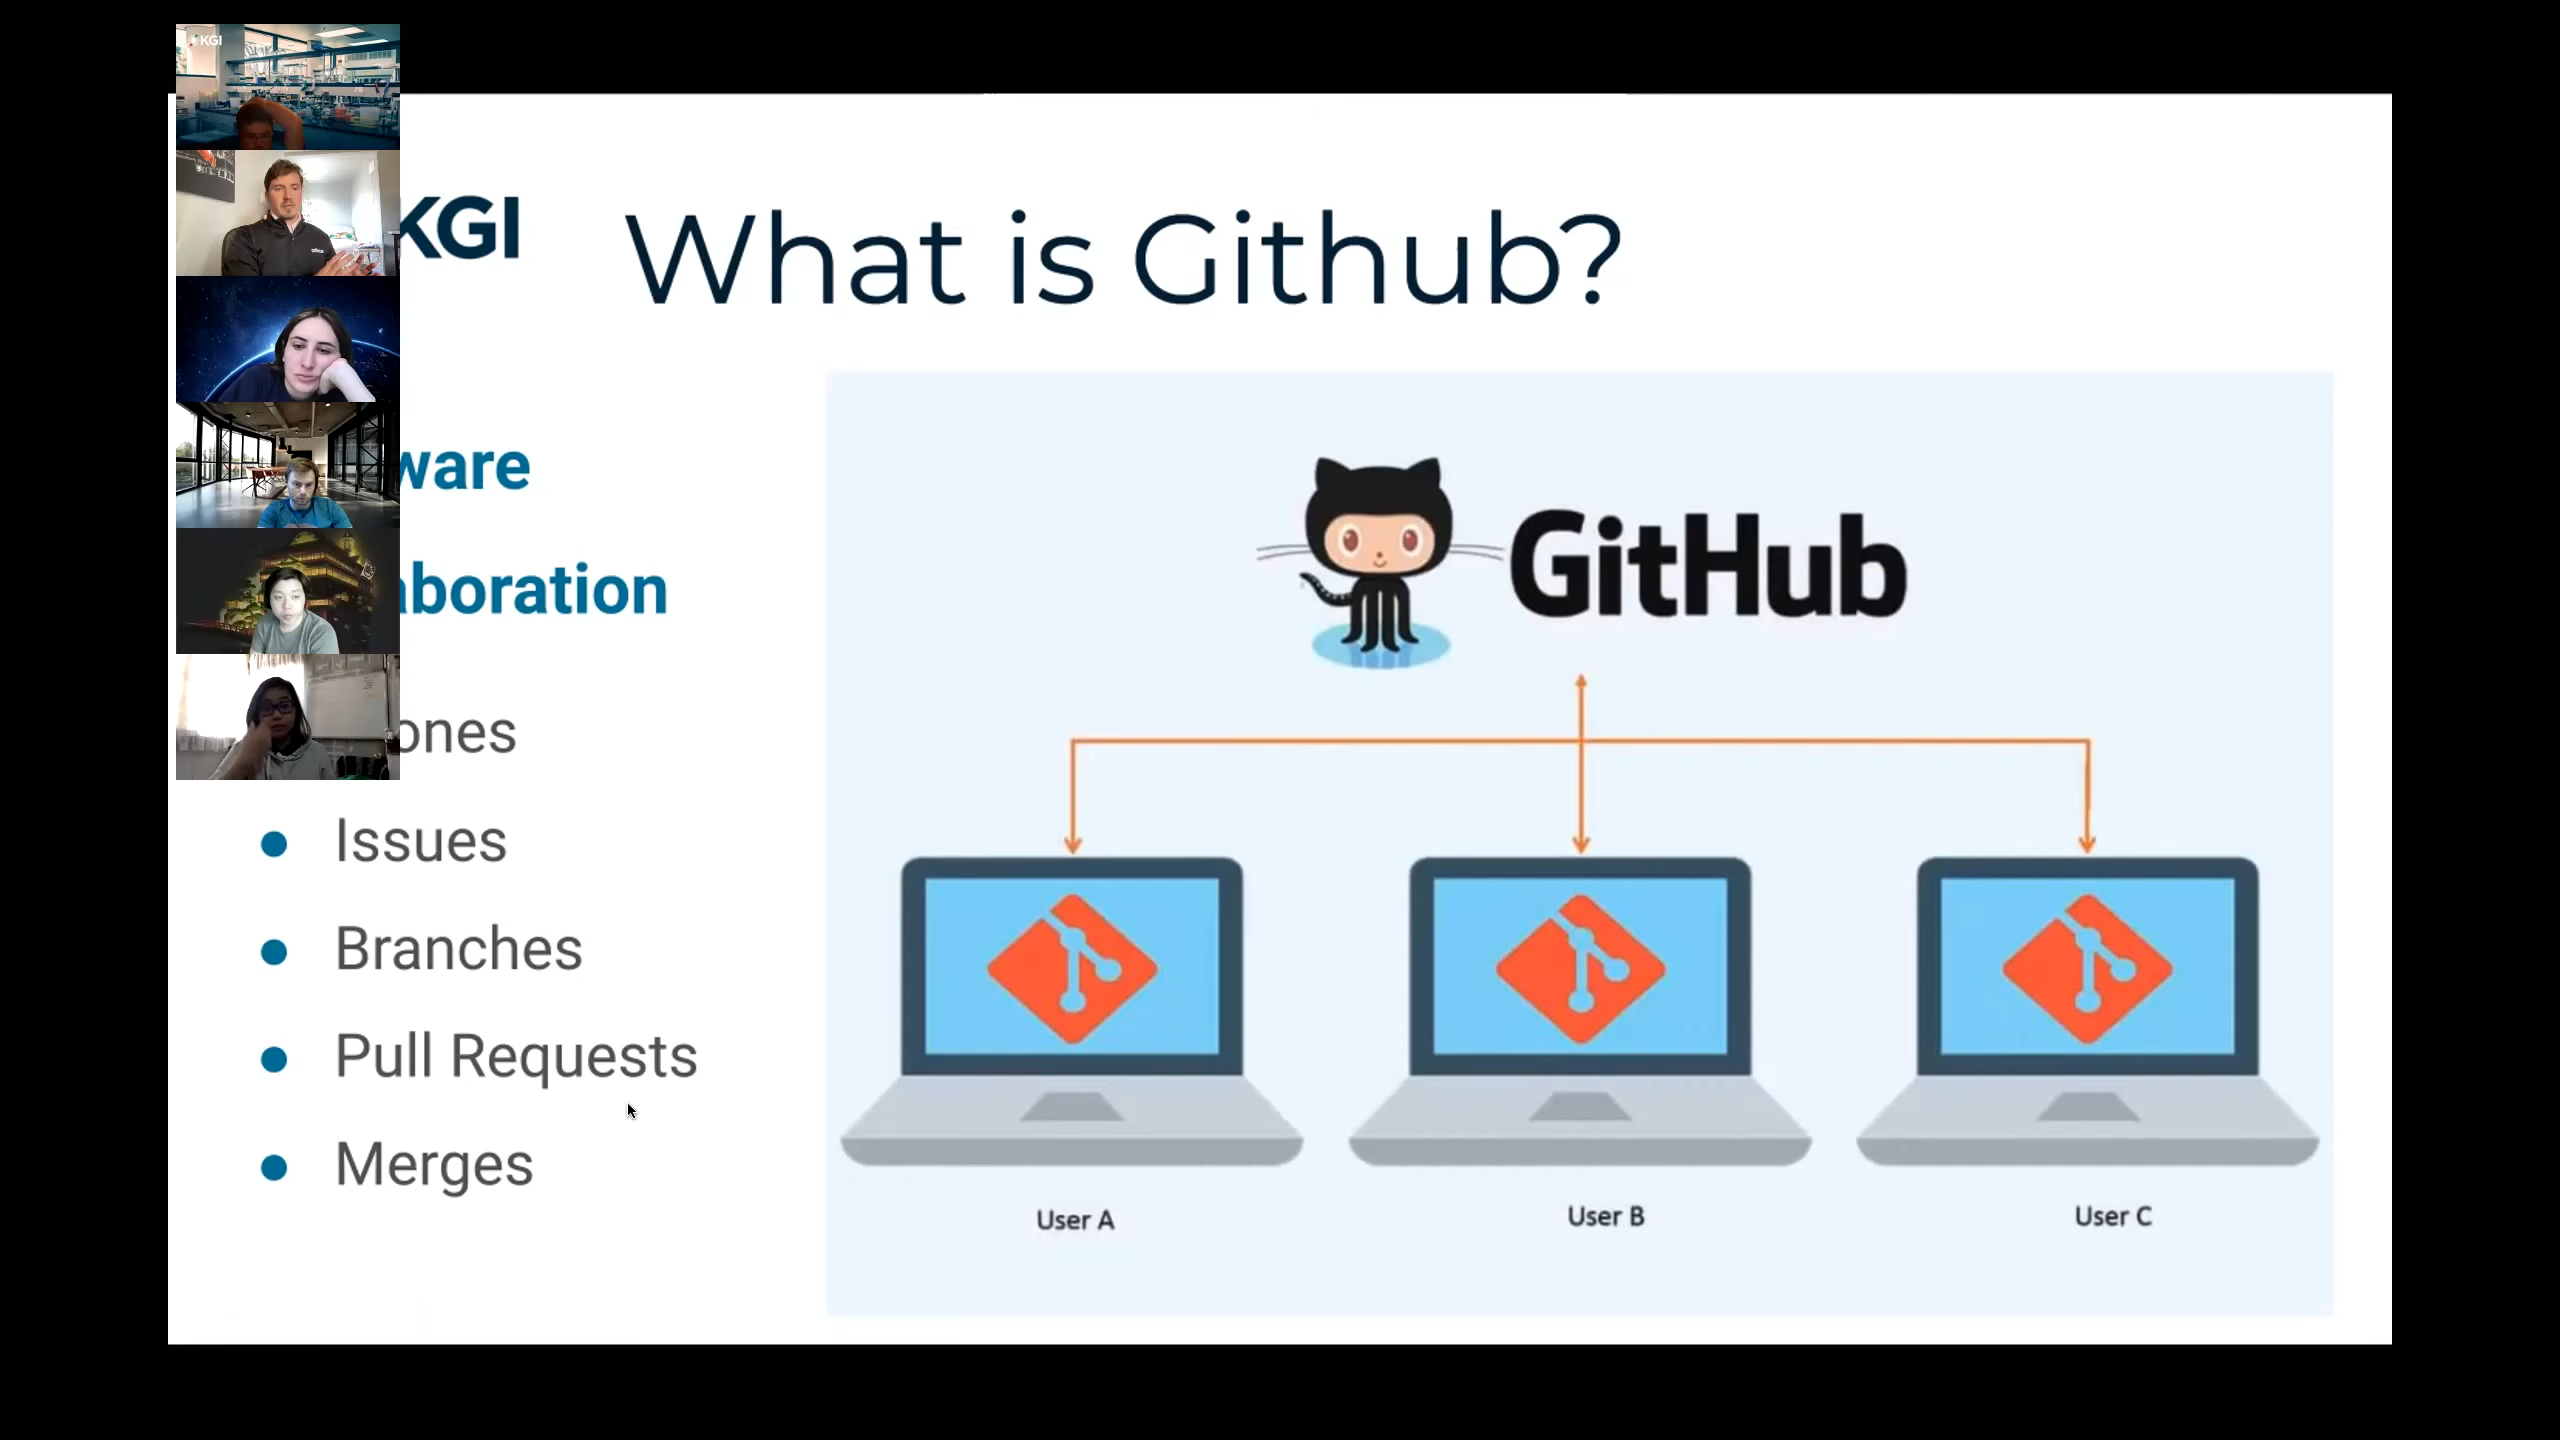 KGI
KGI
What is Github?
ware
aboration
ones
Issues
Branches
Pull Requests
Merges
GitHub
User A
User B
User C